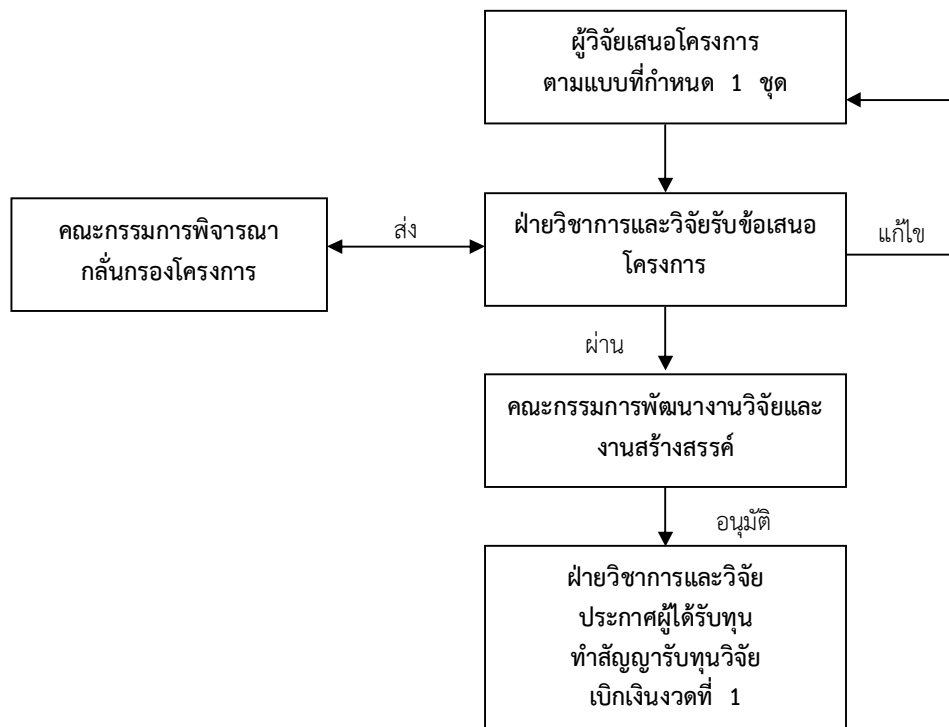 ผู้วิจัยเสนอโครงการ
ตามแบบที่กำหนด 1 ชุด
คณะกรรมการพิจารณา
กลั่นกรองโครงการ
ส่ง
ฝ่ายวิชาการและวิจัยรับข้อเสนอ
โครงการ
แก้ไข
ผ่าน
คณะกรรมการพัฒนางานวิจัยและ
งานสร้างสรรค์
อนุมัติ
ฝ่ายวิชาการและวิจัย
ประกาศผู้ได้รับทุน
ทำสัญญารับทุนวิจัย
เบิกเงินงวดที่ 1